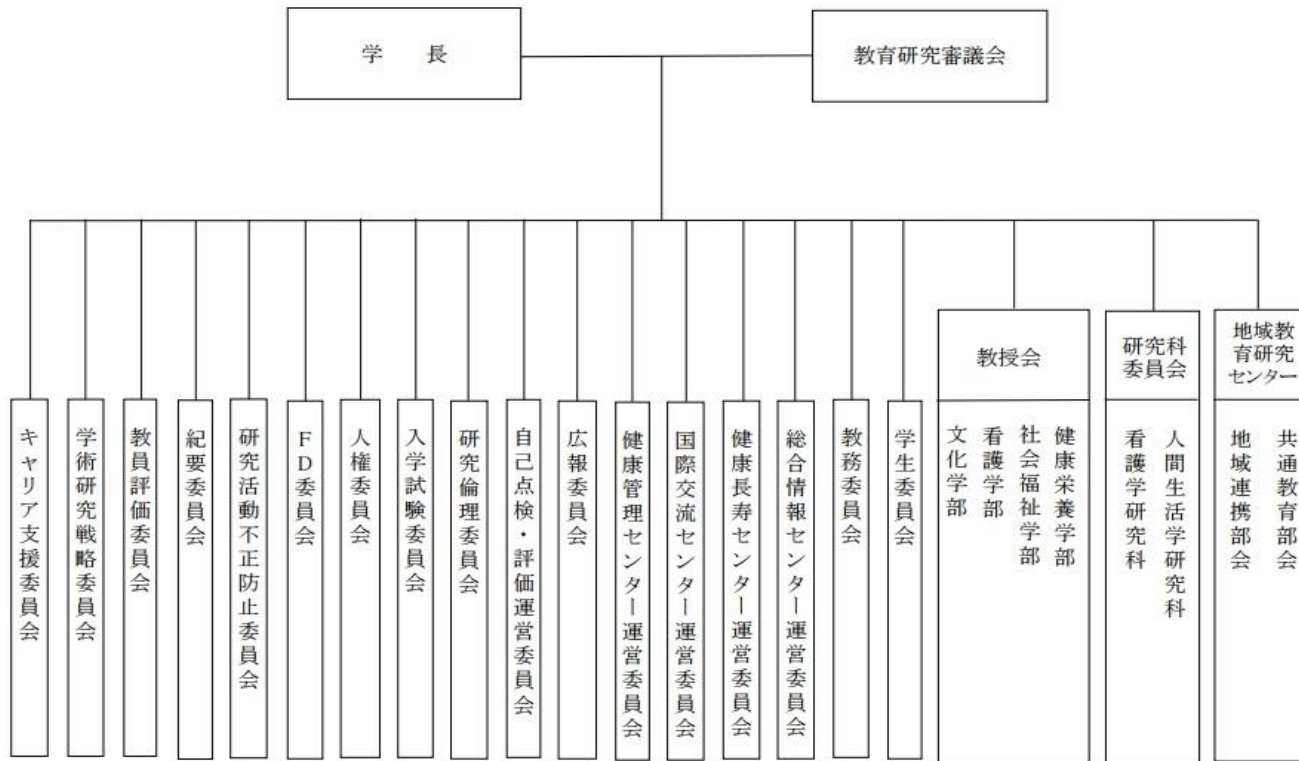 学 長
教育研究審議会
キャリア支援委員会
学術研究戦略委員会
教員評価委員会
紀要委員会
研究活動不正防止委員会
FD委員会
人権委員会
入学試験委員会
研究倫理委員会
自己点検・評価運営委員会
広報委員会
健康管理センター運営委員会
国際交流センター運営委員会
健康長寿センター運営委員会
総合情報センター運営委員会
教務委員会
学生委員会
教授会
文化学部
看護学部
社会福祉学部
健康栄養学部
研究科
委員会
看護学研究科
人間生活学研究科
地域教
育研究
センター
地域連携部会
共通教育部会